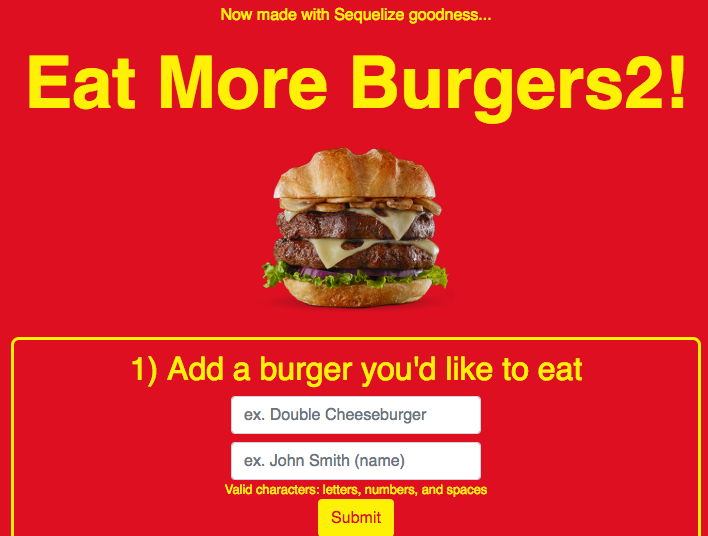 Now made with Sequelize goodness...
Eat More Burgers2!
1) Add a burger you'd like to eat
ex. Double Cheeseburger
ex. John Smith (name)
Valid characters: letters, numbers, and spaces
Submit